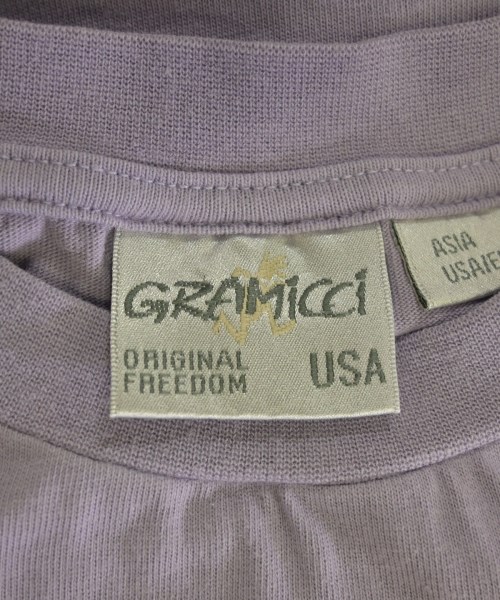 GRAMiCCi
ORIGINAL
FREEDOM
USA
ASIA